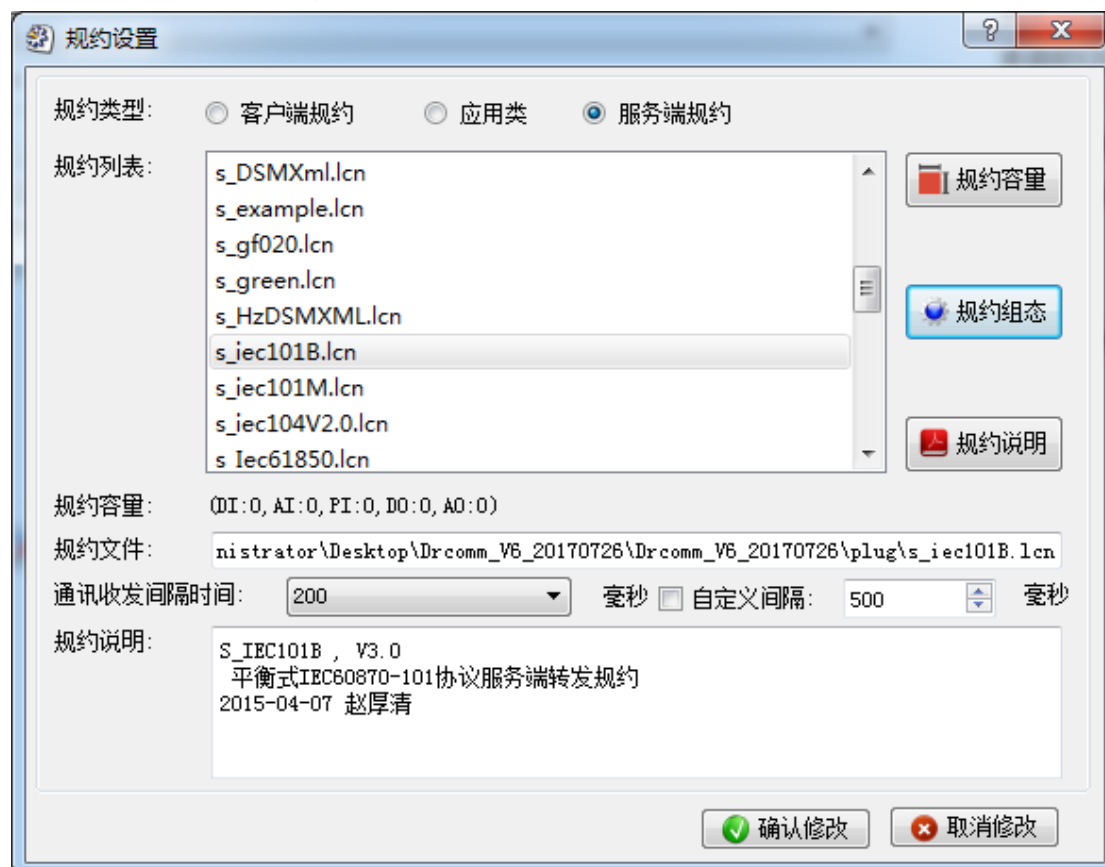 规约设置
规约类型: 客户端规约 应用类 服务端规约
规约列表:
s_DSMXml.lcn
s_example.lcn
s_gf020.lcn
s_green.lcn
s_HzDSMXML.lcn
s_iec101B.lcn
s_iec101M.lcn
s_iec104V2.0.lcn
s_Iec61850.lcn
规约容量
规约组态
规约说明
规约容量: (DI:0,AI:0,PI:0,DO:0,AO:0)
规约文件: nistrator\Desktop\Drcomm_V6_20170726\Drcomm_V6_20170726\plug\s_iec101B.lcn
通讯收发间隔时间: 200 毫秒 自定义间隔: 500 毫秒
规约说明:
S_IEC101B , V3.0
平衡式IEC60870-101协议服务端转发规约
2015-04-07 赵厚清
确认修改 取消修改